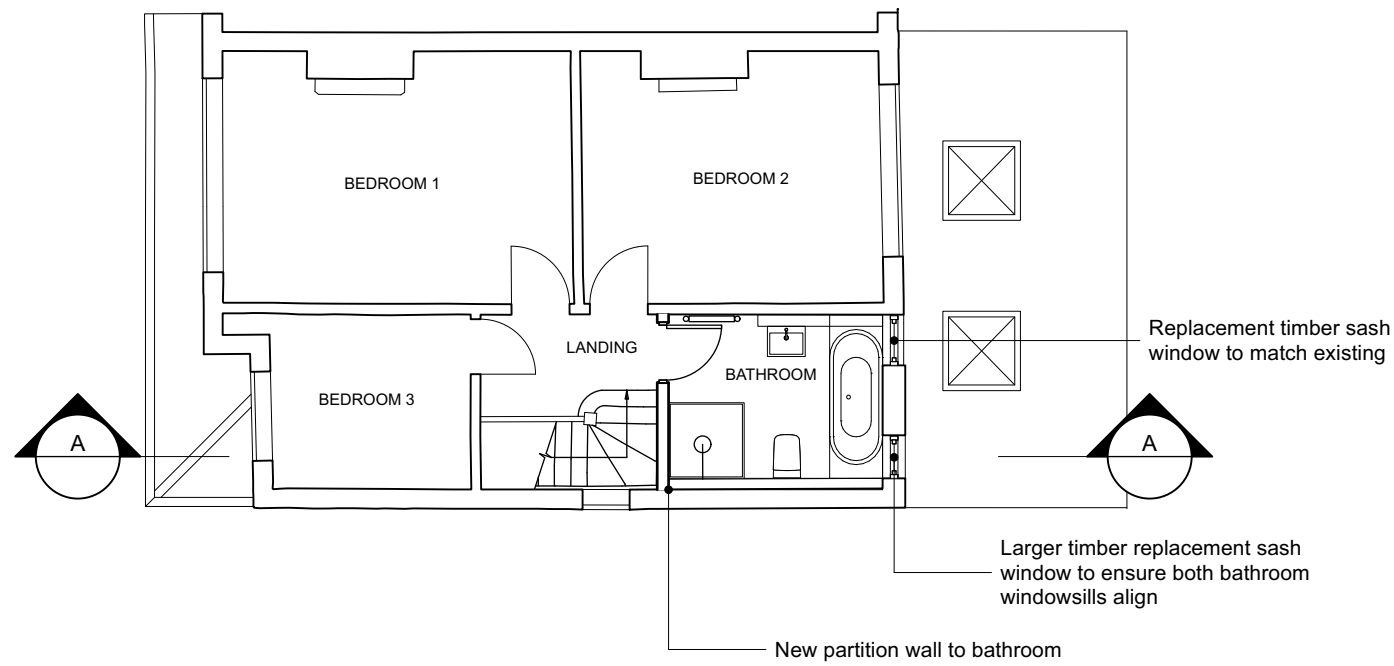 BEDROOM 1
BEDROOM 2
LANDING
BATHROOM
BEDROOM 3
A
A
Replacement timber sash
window to match existing
Larger timber replacement sash
window to ensure both bathroom
windowsills align
New partition wall to bathroom